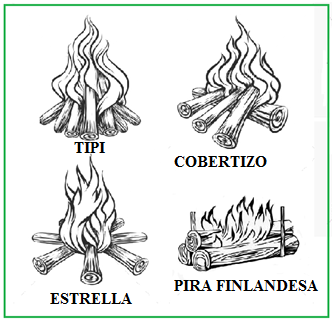 TIPI
COBERTIZO
ESTRELLA
PIRA FINLANDESA